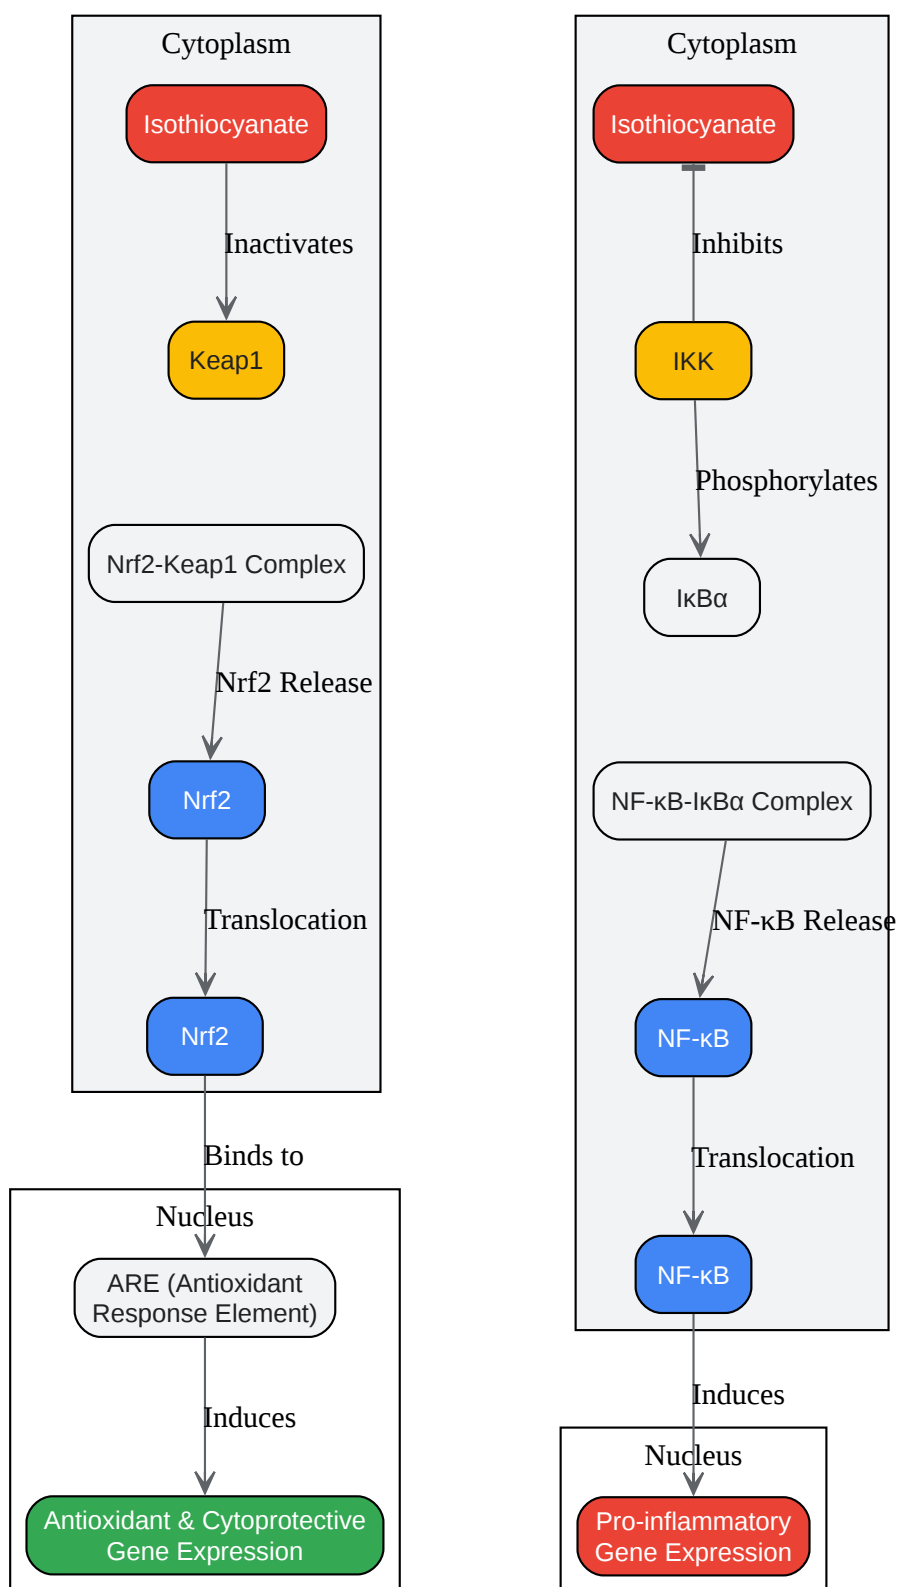 Cytoplasm
Isothiocyanate
Inactivates
Keap1
Nrf2-Keap1 Complex
Nrf2 Release
Nrf2
Translocation
Nrf2
Binds to
Nucleus
ARE (Antioxidant
Response Element)
Induces
Antioxidant & Cytoprotective
Gene Expression
Cytoplasm
Isothiocyanate
Inhibits
IKK
Phosphorylates
IκBα
NF-κB-IκBα Complex
NF-κB Release
NF-κB
Translocation
NF-κB
Induces
Nucleus
Pro-inflammatory
Gene Expression